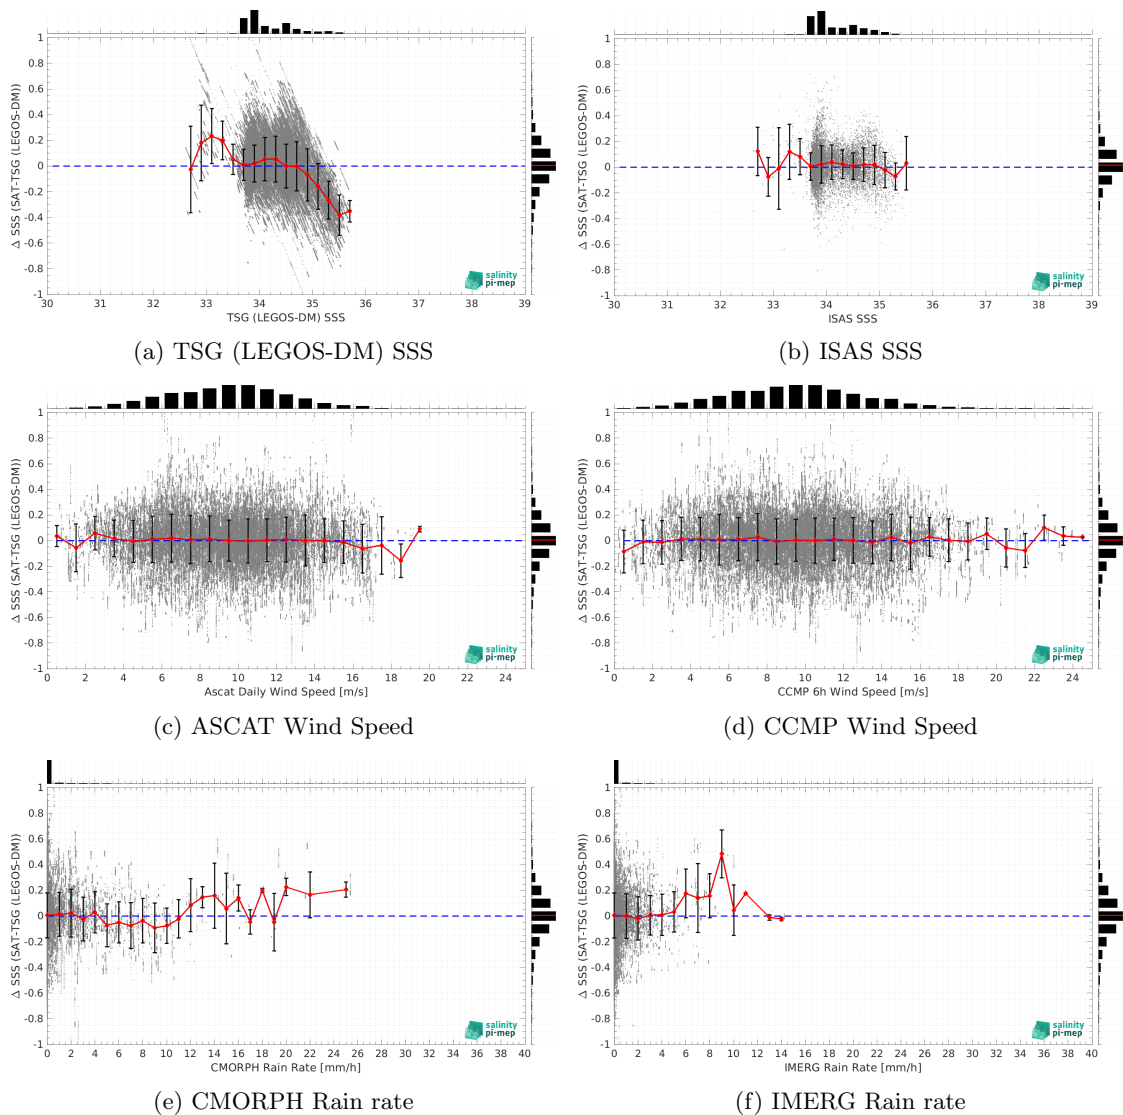 1
0.8
0.6
0.4
0.2
0
-0.2
-0.4
-0.6
-0.8
-1
Δ SSS (SAT-TSG (LEGOS-DM))
30 31 32 33 34 35 36 37 38 39
TSG (LEGOS-DM) SSS
salinity
pi-mep
(a) TSG (LEGOS-DM) SSS
1
0.8
0.6
0.4
0.2
0
-0.2
-0.4
-0.6
-0.8
-1
Δ SSS (SAT-TSG (LEGOS-DM))
30 31 32 33 34 35 36 37 38 39
ISAS SSS
salinity
pi-mep
(b) ISAS SSS
1
0.8
0.6
0.4
0.2
0
-0.2
-0.4
-0.6
-0.8
-1
Δ SSS (SAT-TSG (LEGOS-DM))
0 2 4 6 8 10 12 14 16 18 20 22 24
Ascat Daily Wind Speed [m/s]
salinity
pi-mep
(c) ASCAT Wind Speed
1
0.8
0.6
0.4
0.2
0
-0.2
-0.4
-0.6
-0.8
-1
Δ SSS (SAT-TSG (LEGOS-DM))
0 2 4 6 8 10 12 14 16 18 20 22 24
CCMP 6h Wind Speed [m/s]
salinity
pi-mep
(d) CCMP Wind Speed
1
0.8
0.6
0.4
0.2
0
-0.2
-0.4
-0.6
-0.8
-1
Δ SSS (SAT-TSG (LEGOS-DM))
0 2 4 6 8 10 12 14 16 18 20 22 24 26 28 30 32 34 36 38 40
CMORPH Rain Rate [mm/h]
salinity
pi-mep
(e) CMORPH Rain rate
1
0.8
0.6
0.4
0.2
0
-0.2
-0.4
-0.6
-0.8
-1
Δ SSS (SAT-TSG (LEGOS-DM))
0 2 4 6 8 10 12 14 16 18 20 22 24 26 28 30 32 34 36 38 40
IMERG Rain Rate [mm/h]
salinity
pi-mep
(f) IMERG Rain rate